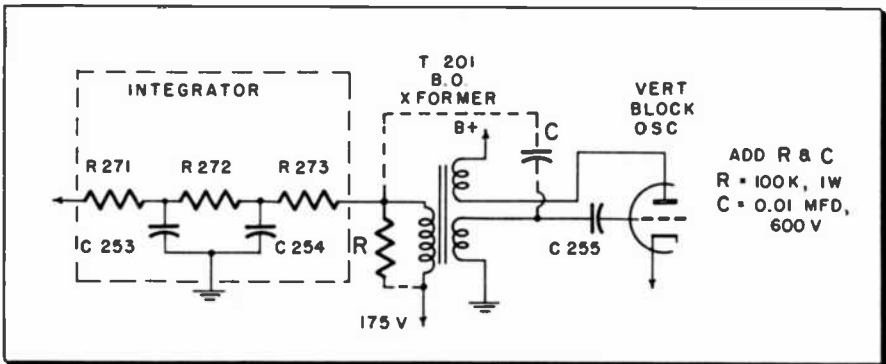 T 201
B.O.
X FORMER
INTEGRATOR
VERT
BLOCK
OSC
B+
C
R 271
R 272
R 273
ADD R & C
R = 100K, 1W
C = 0.01 MFD,
600 V
C 253
C 254
R
C 255
175 V